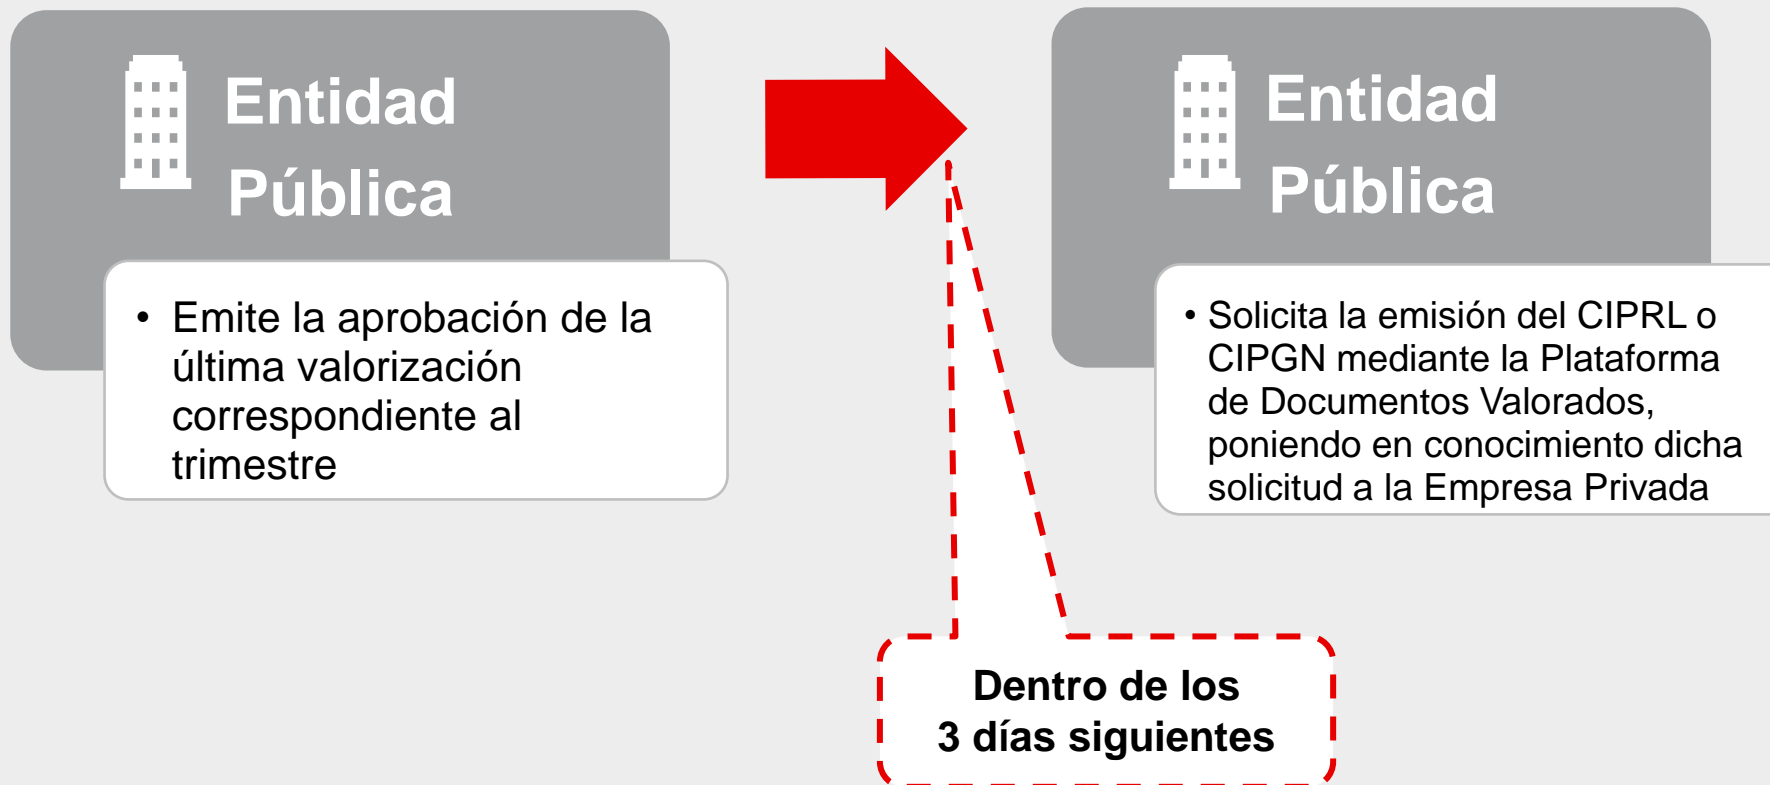 Entidad
Pública
• Emite la aprobación de la
última valorización
correspondiente al
trimestre
Entidad
Pública
• Solicita la emisión del CIPRL o
CIPGN mediante la Plataforma
de Documentos Valorados,
poniendo en conocimiento dicha
solicitud a la Empresa Privada
Dentro de los
3 días siguientes